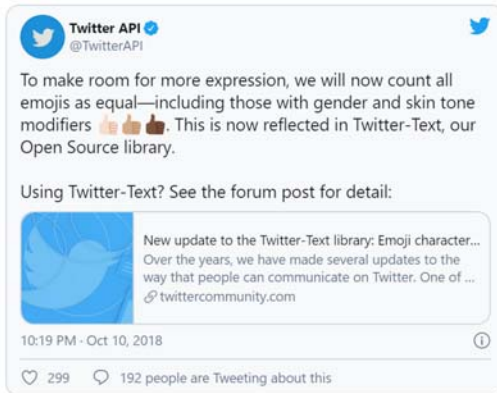 Twitter API
@TwitterAPI
To make room for more expression, we will now count all
emojis as equal—including those with gender and skin tone
modifiers 👍🏻👍🏽👍🏿. This is now reflected in Twitter-Text, our
Open Source library.
Using Twitter-Text? See the forum post for detail:
New update to the Twitter-Text library: Emoji character...
Over the years, we have made several updates to the
way that people can communicate on Twitter. One of ...
twittercommunity.com
10:19 PM · Oct 10, 2018
299 192 people are Tweeting about this